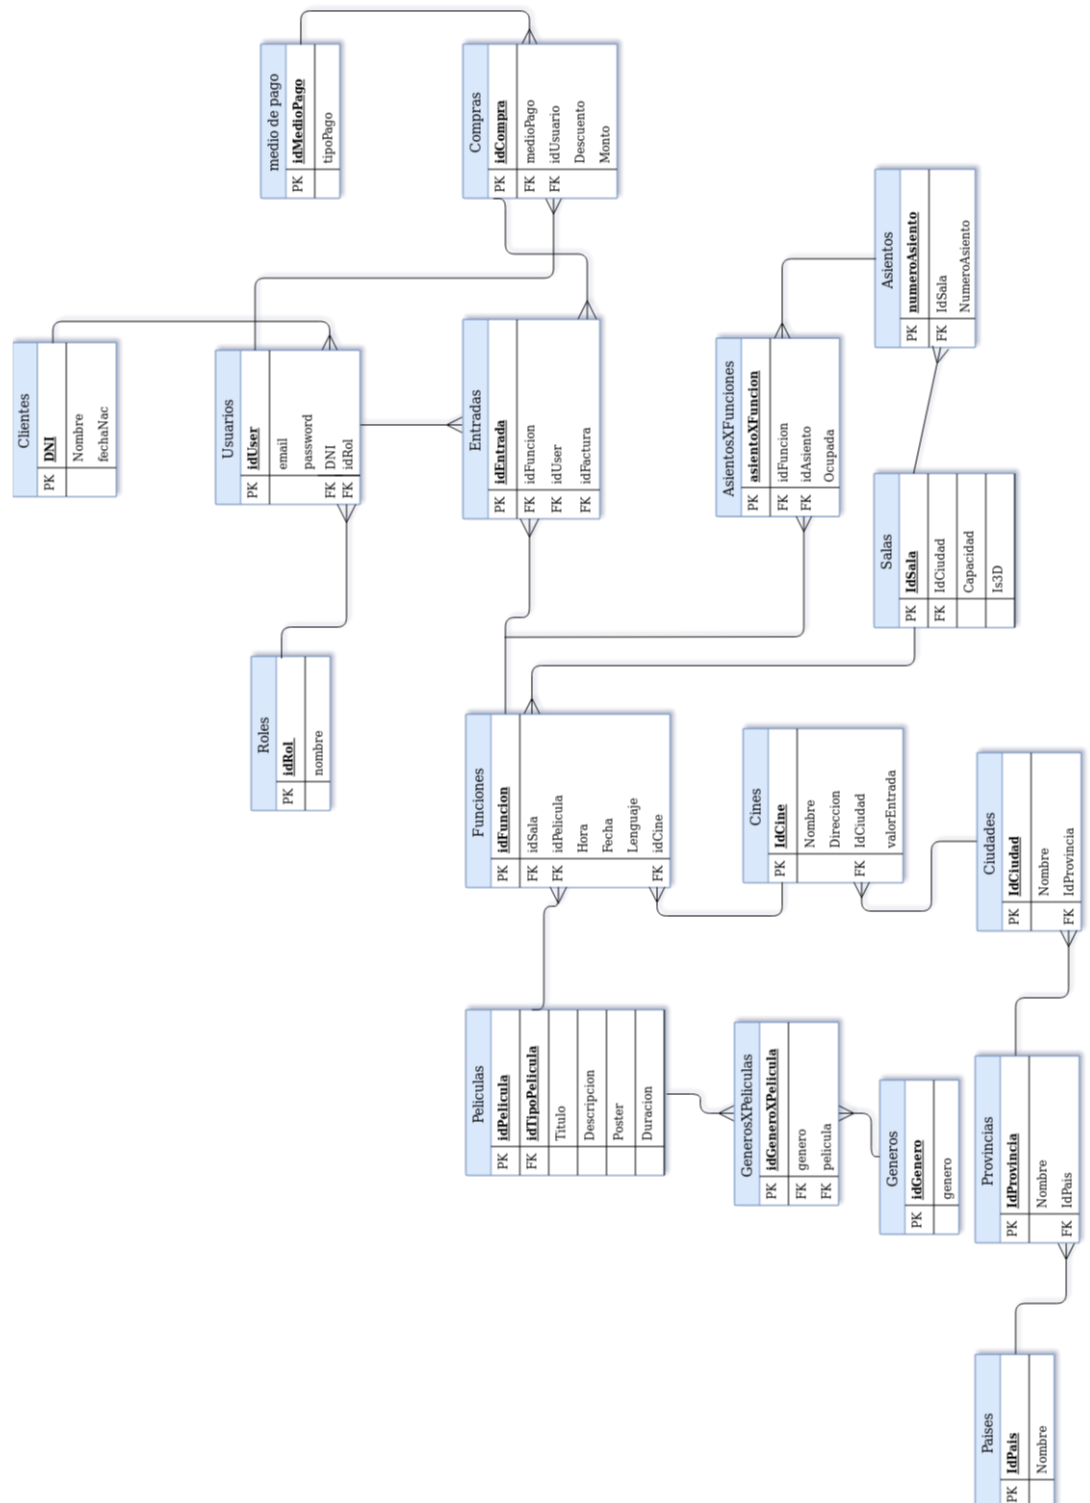 medio de pago
PK idMedioPago
tipoPago
Compras
PK idCompra
FK medioPago
FK idUsuario
Descuento
Monto
Clientes
PK DNI
Nombre
fechaNac
Usuarios
PK idUser
email
password
FK DNI
FK idRol
Entradas
PK idEntrada
FK idFuncion
FK idUser
FK idFactura
AsientosXFunciones
PK asientoXFuncion
FK idFuncion
FK idAsiento
Ocupada
Asientos
PK numeroAsiento
FK IdSala
NumeroAsiento
Salas
PK IdSala
FK IdCiudad
Capacidad
Is3D
Roles
PK idRol
nombre
Funciones
PK idFuncion
FK idSala
FK idPelicula
Hora
Fecha
Lenguaje
FK idCine
Cines
PK IdCine
Nombre
Direccion
FK IdCiudad
valorEntrada
Ciudades
PK IdCiudad
Nombre
FK IdProvincia
Peliculas
PK idPelicula
FK idTipoPelicula
Titulo
Descripcion
Poster
Duracion
GenerosXPeliculas
PK idGeneroXPelicula
FK genero
FK pelicula
Generos
PK idGenero
genero
Provincias
PK IdProvincia
Nombre
FK IdPais
Paises
PK IdPais
Nombre